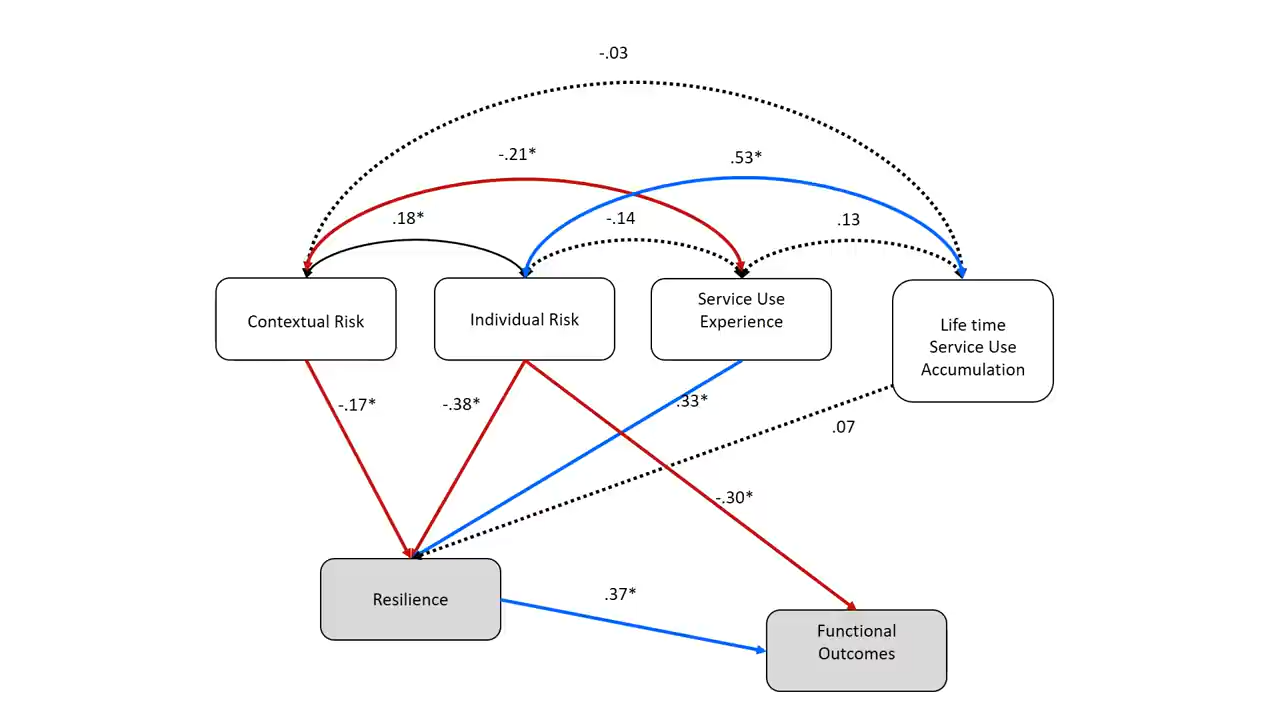 -.03
-.21*
.53*
.18*
-.14
.13
Contextual Risk
Individual Risk
Service Use
Experience
Life time
Service Use
Accumulation
-.17*
-.38*
.33*
.07
-.30*
Resilience
.37*
Functional
Outcomes